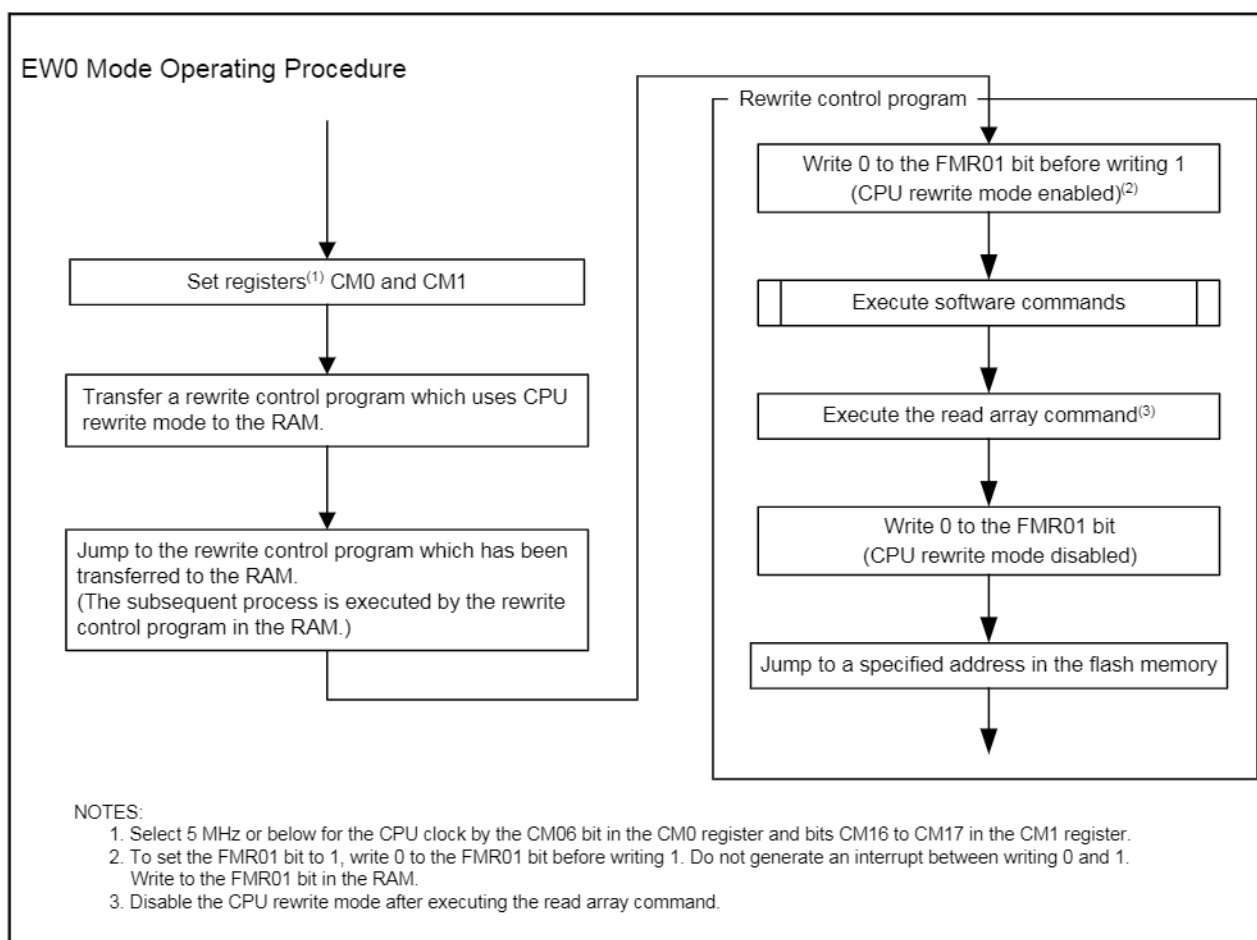 EW0 Mode Operating Procedure
Set registers(1) CM0 and CM1
Transfer a rewrite control program which uses CPU
rewrite mode to the RAM.
Jump to the rewrite control program which has been
transferred to the RAM.
(The subsequent process is executed by the rewrite
control program in the RAM.)
Rewrite control program
Write 0 to the FMR01 bit before writing 1
(CPU rewrite mode enabled)(2)
Execute software commands
Execute the read array command(3)
Write 0 to the FMR01 bit
(CPU rewrite mode disabled)
Jump to a specified address in the flash memory
NOTES:
1. Select 5 MHz or below for the CPU clock by the CM06 bit in the CM0 register and bits CM16 to CM17 in the CM1 register.
2. To set the FMR01 bit to 1, write 0 to the FMR01 bit before writing 1. Do not generate an interrupt between writing 0 and 1.
Write to the FMR01 bit in the RAM.
3. Disable the CPU rewrite mode after executing the read array command.